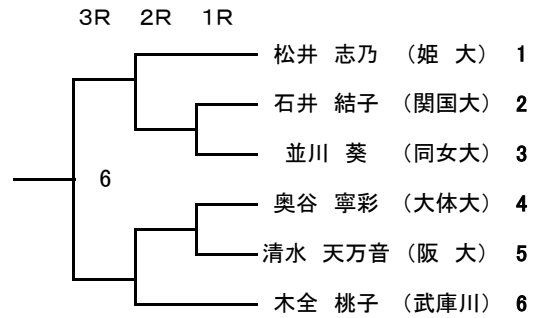 3R 2R 1R
松井 志乃 （姫 大） 1
石井 結子 （関国大） 2
並川 葵 （同女大） 3
6
奥谷 寧彩 （大体大） 4
清水 天万音 （阪 大） 5
木全 桃子 （武庫川） 6